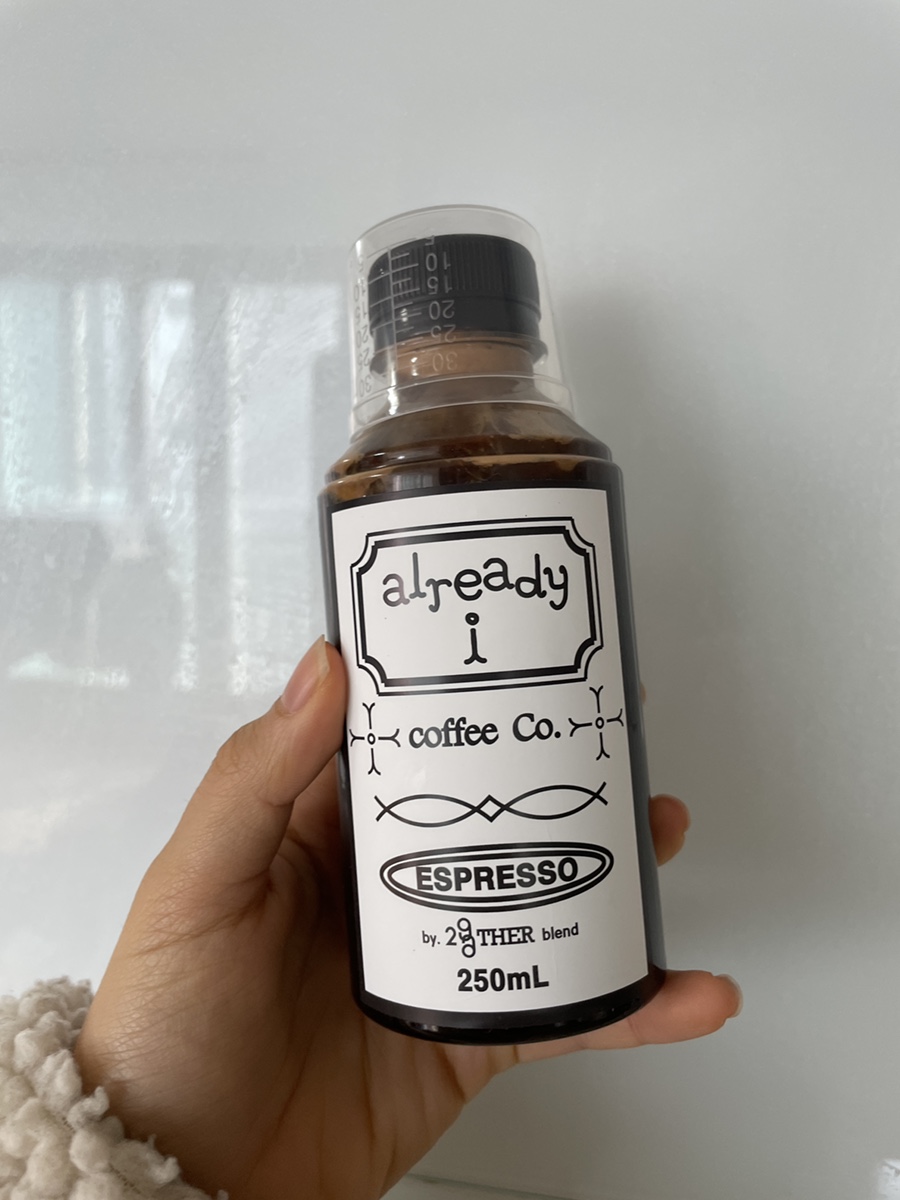 10
15
20
25
30
already
i
coffee Co.
ESPRESSO
by. 2gTHER blend
250mL